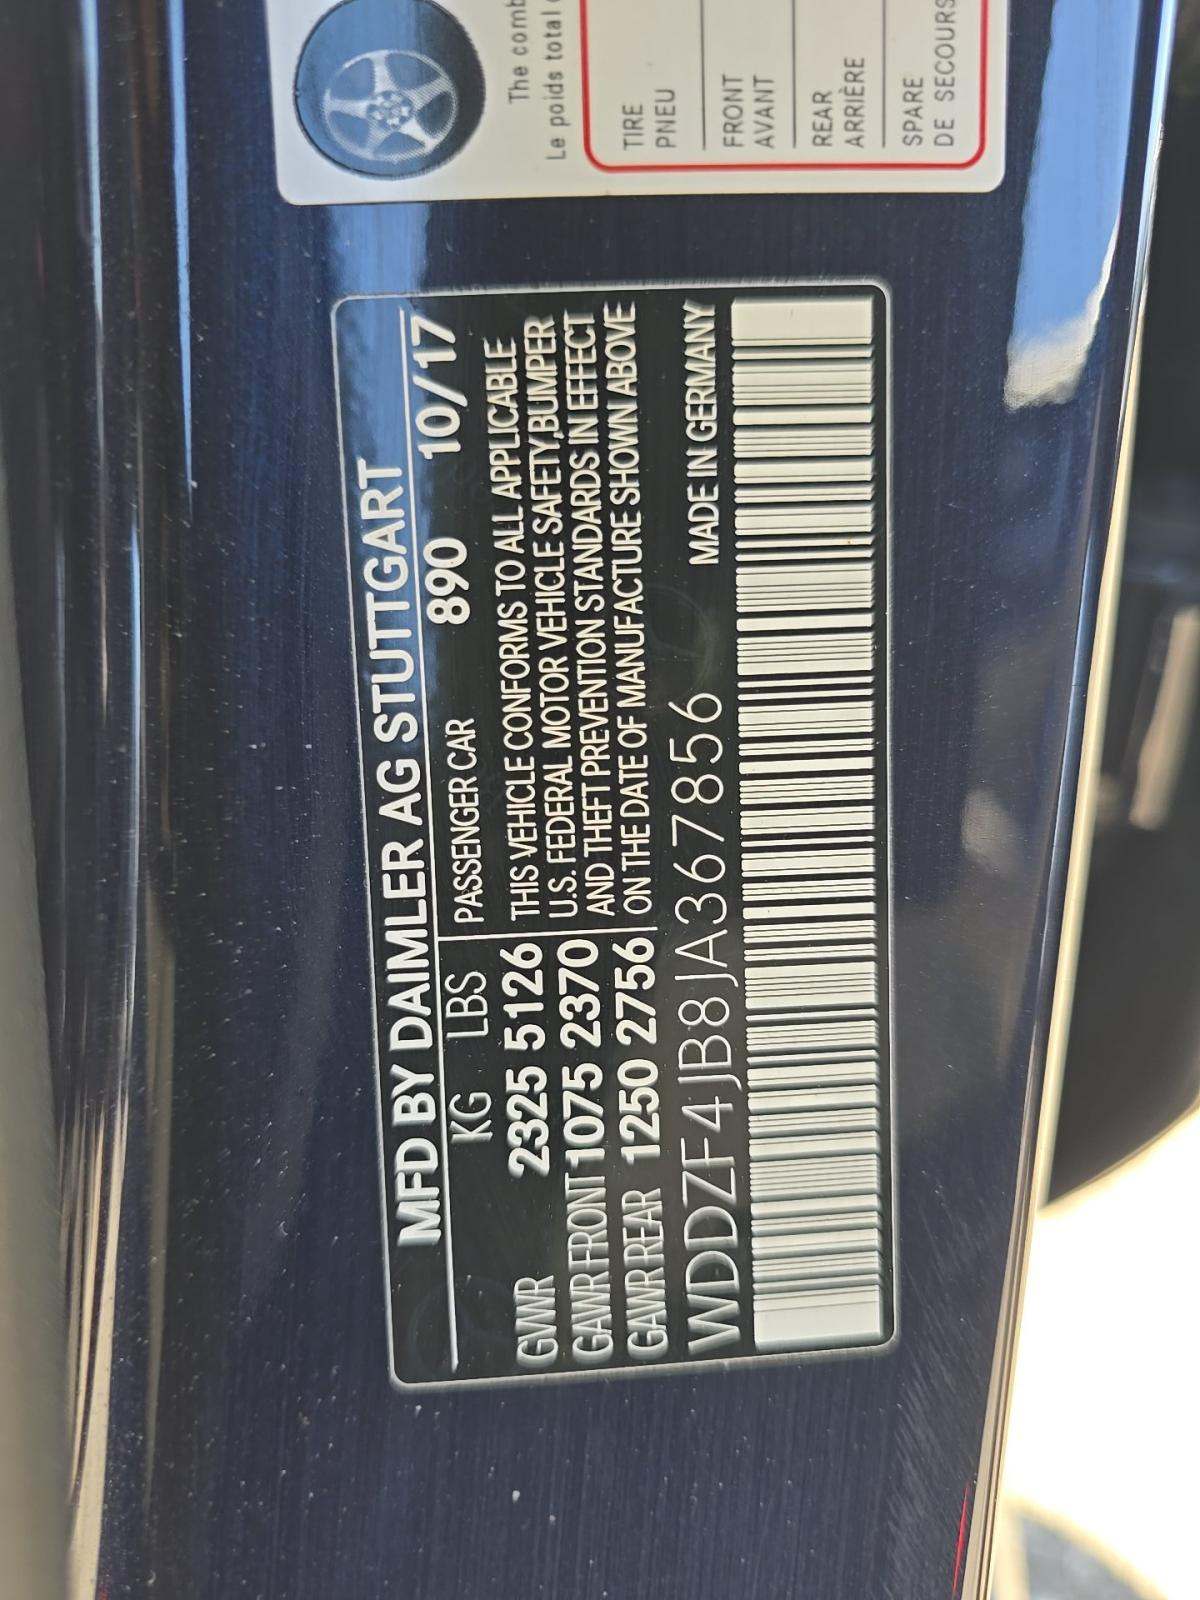 MFD BY DAIMLER AG STUTTGART
KG LBS PASSENGER CAR 890 10/17
GVWR 2325 5126 THIS VEHICLE CONFORMS TO ALL APPLICABLE
GAWR FRONT 1075 2370 U.S. FEDERAL MOTOR VEHICLE SAFETY,BUMPER
GAWR REAR 1250 2756 AND THEFT PREVENTION STANDARDS IN EFFECT
ON THE DATE OF MANUFACTURE SHOWN ABOVE
WDDZF4JB8JA367856 MADE IN GERMANY
The comb
Le poids total
TIRE
PNEU
FRONT
AVANT
REAR
ARRIÈRE
SPARE
DE SECOURS